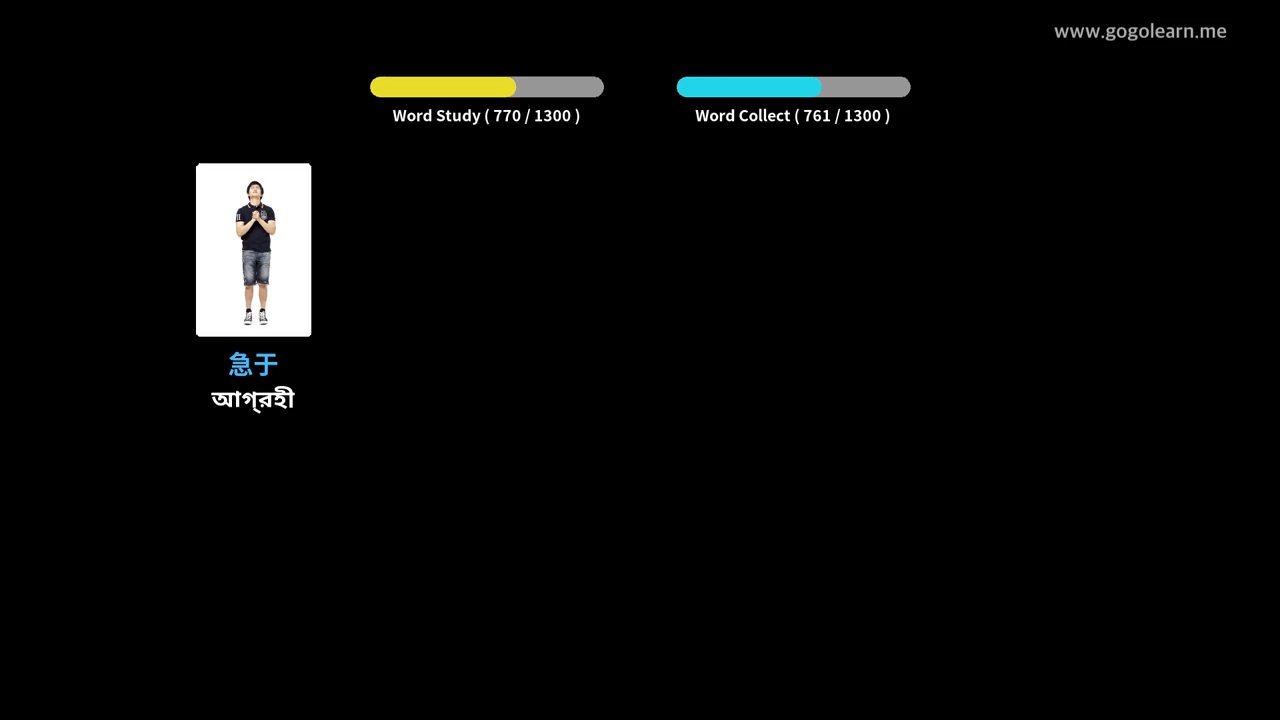 www.gogolearn.me
Word Study ( 770 / 1300 )
Word Collect ( 761 / 1300 )
急于
আগ্রহী